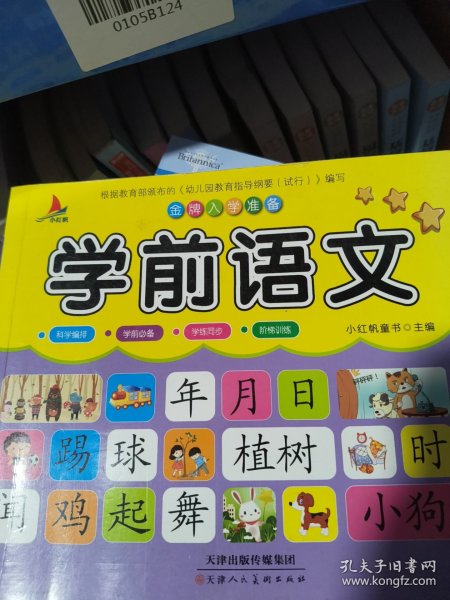 0105B124
Britannica
根据教育部颁布的《幼儿园教育指导纲要（试行）》编写
小红帆
金牌入学准备
学前语文
科学编排 学前必备 学练同步 阶梯训练
小红帆童书 主编
年 月 日
踢 球 植树 时
闻 鸡 起 舞 小狗
天津出版传媒集团
天津人民美术出版社
孔夫子旧书网
www.kongfz.com